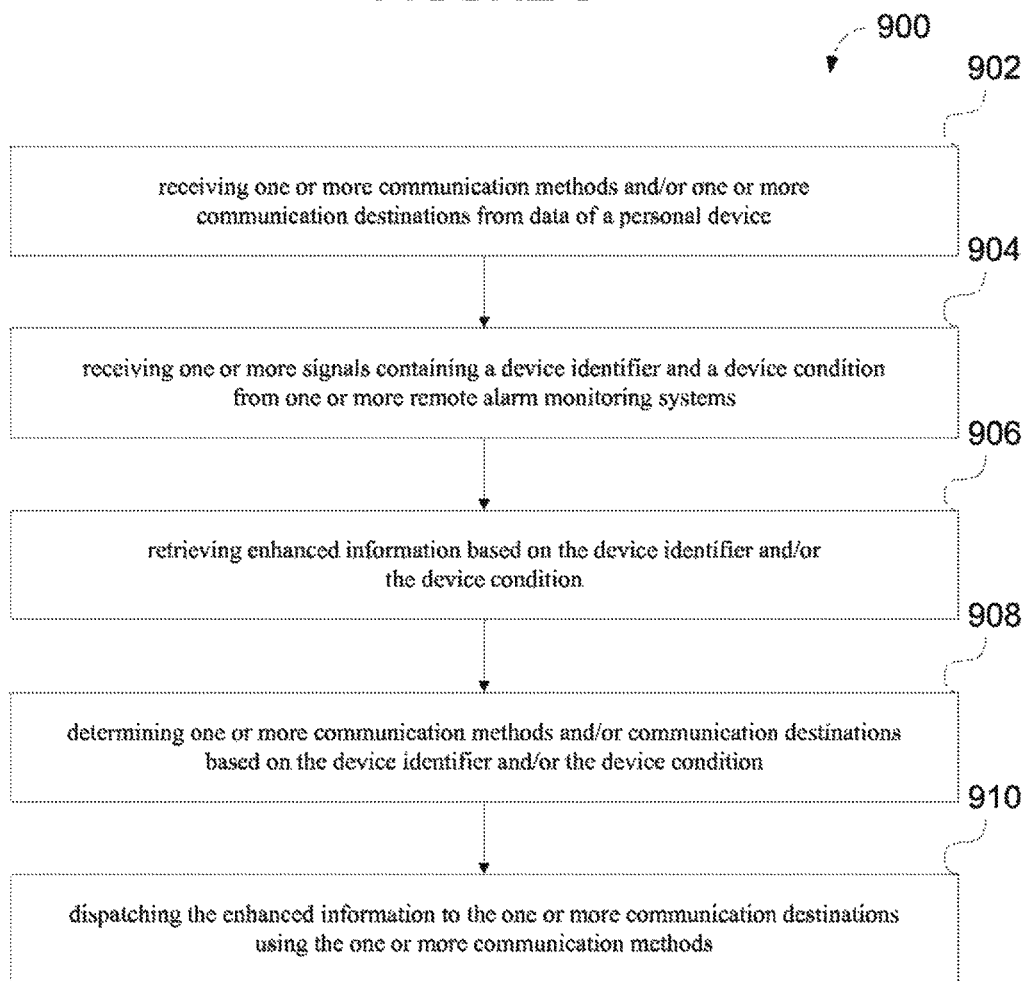 900
902
receiving one or more communication methods and/or one or more
communication destinations from data of a personal device
904
receiving one or more signals containing a device identifier and a device condition
from one or more remote alarm monitoring systems
906
retrieving enhanced information based on the device identifier and/or
the device condition
908
determining one or more communication methods and/or communication destinations
based on the device identifier and/or the device condition
910
dispatching the enhanced information to the one or more communication destinations
using the one or more communication methods